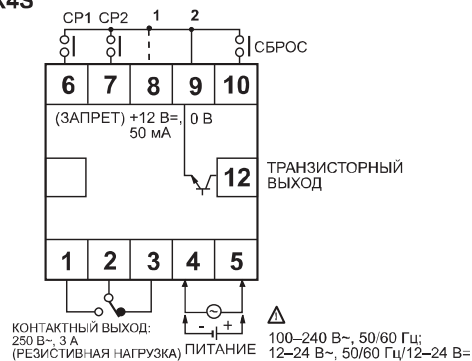 СР1 СР2 1 2
СБРОС
6 7 8 9 10
(ЗАПРЕТ) +12 В=, 0 В
50 мА
12
ТРАНЗИСТОРНЫЙ
ВЫХОД
1 2 3 4 5
- +
КОНТАКТНЫЙ ВЫХОД:
250 В~, 3 А
(РЕЗИСТИВНАЯ НАГРУЗКА)
ПИТАНИЕ
100–240 В~, 50/60 Гц;
12–24 В~, 50/60 Гц/12–24 В=